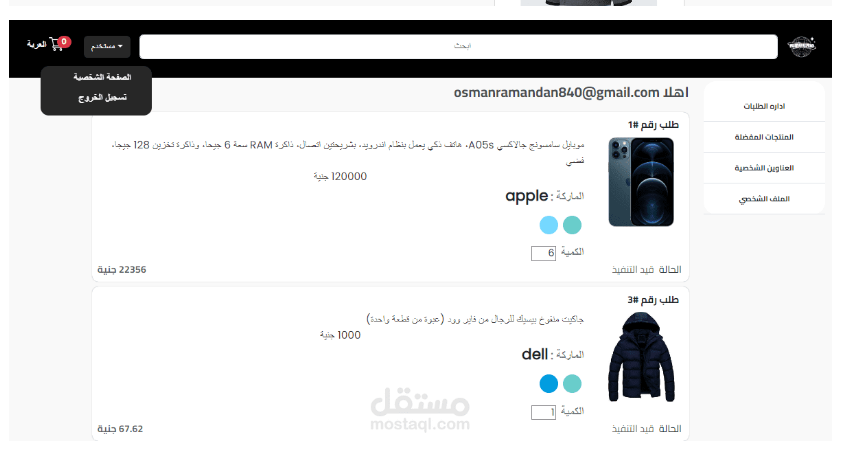 ابحث
مستخدم
0
العربة
الصفحة الشخصية
تسجيل الخروج
اهلا osmanramandan840@gmail.com
اداره الطلبات
المنتجات المفضلة
العناوين الشخصية
الملف الشخصي
طلب رقم #1
موبايل سامسونج جالاكسي A05s، هاتف ذكي يعمل بنظام اندرويد، بشريحتين اتصال، ذاكرة RAM سعة 6 جيجا، وذاكرة تخزين 128 جيجا،
فضي
120000 جنية
الماركة : apple
الكمية 6
الحالة قيد التنفيذ
22356 جنية
طلب رقم #3
جاكيت منفوخ بيسيك للرجال من فاير وود (عبوة من قطعة واحدة)
1000 جنية
الماركة : dell
الكمية 1
الحالة قيد التنفيذ
67.62 جنية
مستقل
mostaql.com